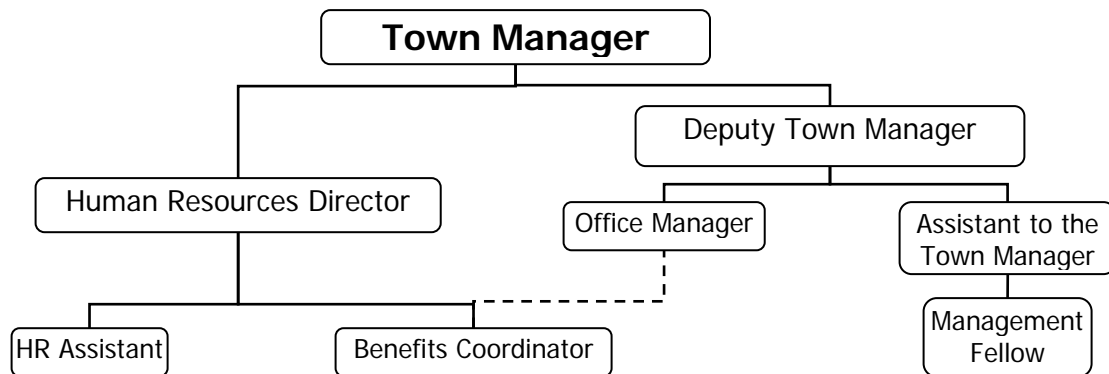 Town Manager
Deputy Town Manager
Human Resources Director
Office Manager
Assistant to the
Town Manager
HR Assistant
Benefits Coordinator
Management
Fellow